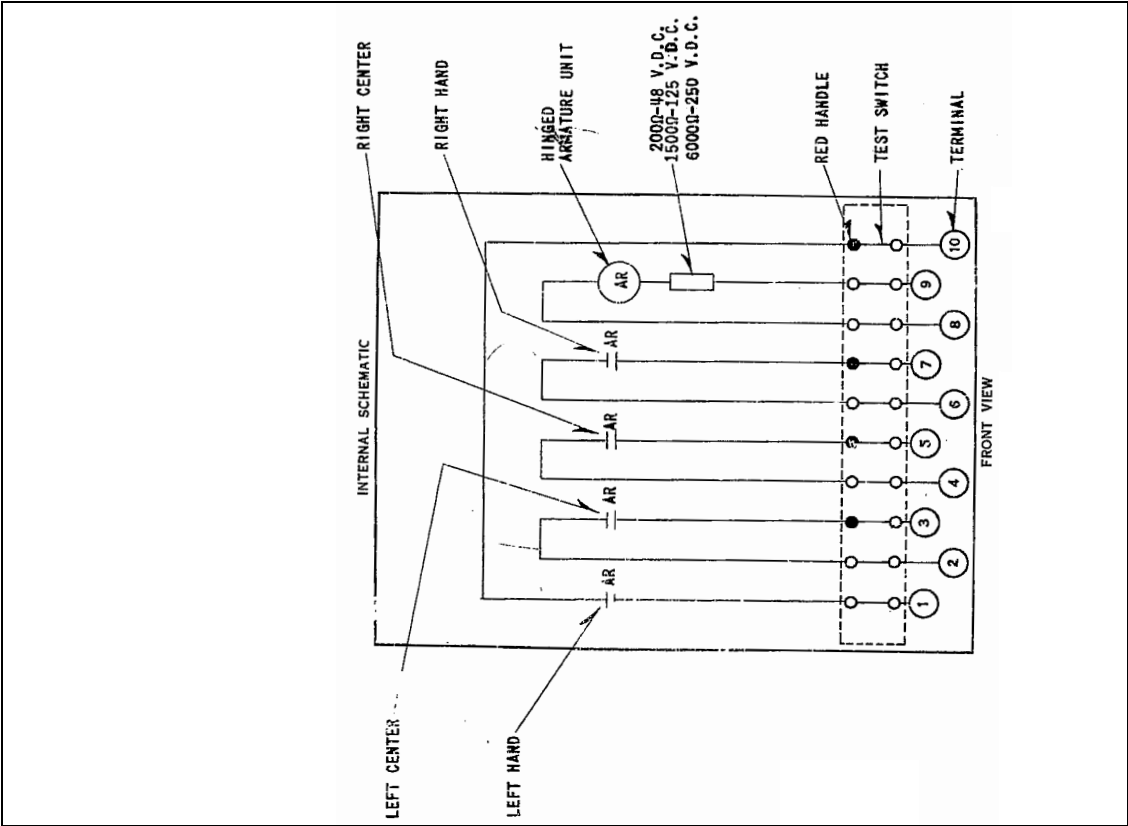 INTERNAL SCHEMATIC
LEFT CENTER
LEFT HAND
RIGHT CENTER
RIGHT HAND
HINGED
ARMATURE UNIT
200Ω-48 V.D.C.
1500Ω-125 V.D.C.
6000Ω-250 V.D.C.
RED HANDLE
TEST SWITCH
TERMINAL
AR
AR
AR
AR
AR
1
2
3
4
5
6
7
8
9
10
FRONT VIEW